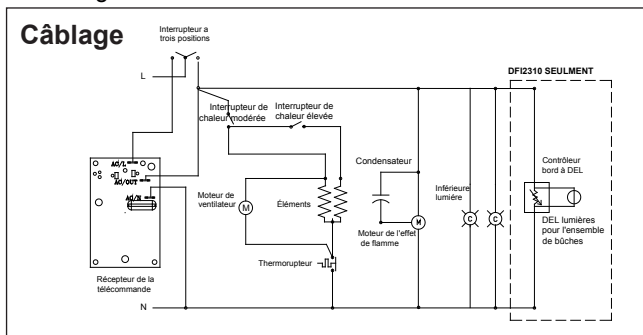 Câblage
Interrupteur a
trois positions
L
DFI2310 SEULMENT
Interrupteur de
chaleur modérée
Interrupteur de
chaleur élevée
AC/L
AC/OUT
AC/N
Condensateur
Contrôleur
bord à DEL
Moteur de
ventilateur
M
Éléments
Inférieure
lumière
M
C
C
Moteur de l'effet
de flamme
DEL lumières
pour l'ensemble
de bûches
Thermorupteur
Récepteur de la
télécommande
N